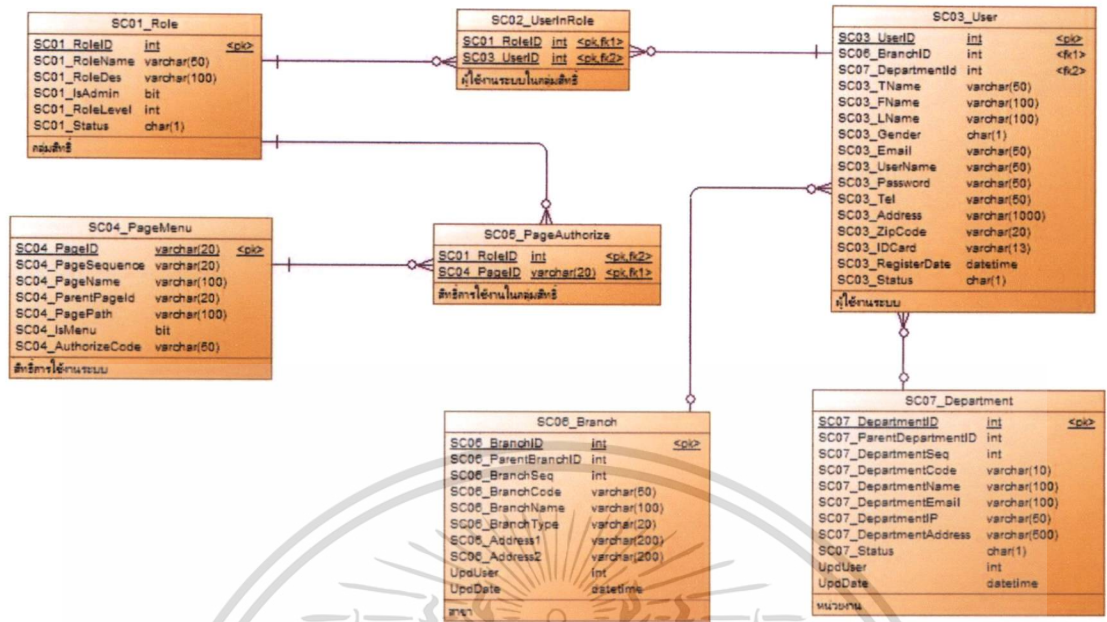 SC01_Role
SC01_RoleID int <pk>
SC01_RoleName varchar(50)
SC01_RoleDes varchar(100)
SC01_IsAdmin bit
SC01_RoleLevel int
SC01_Status char(1)
กลุ่มสิทธิ์
SC02_UserInRole
SC01_RoleID int <pk,fk1>
SC03_UserID int <pk,fk2>
ผู้ใช้งานระบบในกลุ่มสิทธิ์
SC03_User
SC03_UserID int <pk>
SC06_BranchID int <fk1>
SC07_DepartmentId int <fk2>
SC03_TName varchar(50)
SC03_FName varchar(100)
SC03_LName varchar(100)
SC03_Gender char(1)
SC03_Email varchar(50)
SC03_UserName varchar(50)
SC03_Password varchar(50)
SC03_Tel varchar(50)
SC03_Address varchar(1000)
SC03_ZipCode varchar(20)
SC03_IDCard varchar(13)
SC03_RegisterDate datetime
SC03_Status char(1)
ผู้ใช้งานระบบ
SC04_PageMenu
SC04_PageID varchar(20) <pk>
SC04_PageSequence varchar(20)
SC04_PageName varchar(100)
SC04_ParentPageId varchar(20)
SC04_PagePath varchar(100)
SC04_IsMenu bit
SC04_AuthorizeCode varchar(50)
สิทธิ์การใช้งานระบบ
SC05_PageAuthorize
SC01_RoleID int <pk,fk2>
SC04_PageID varchar(20) <pk,fk1>
สิทธิ์การใช้งานในกลุ่มสิทธิ์
SC06_Branch
SC06_BranchID int <pk>
SC06_ParentBranchID int
SC06_BranchSeq int
SC06_BranchCode varchar(50)
SC06_BranchName varchar(100)
SC06_BranchType varchar(20)
SC06_Address1 varchar(200)
SC06_Address2 varchar(200)
UpdUser int
UpdDate datetime
สาขา
SC07_Department
SC07_DepartmentID int <pk>
SC07_ParentDepartmentID int
SC07_DepartmentSeq int
SC07_DepartmentCode varchar(10)
SC07_DepartmentName varchar(100)
SC07_DepartmentEmail varchar(100)
SC07_DepartmentIP varchar(50)
SC07_DepartmentAddress varchar(500)
SC07_Status char(1)
UpdUser int
UpdDate datetime
หน่วยงาน